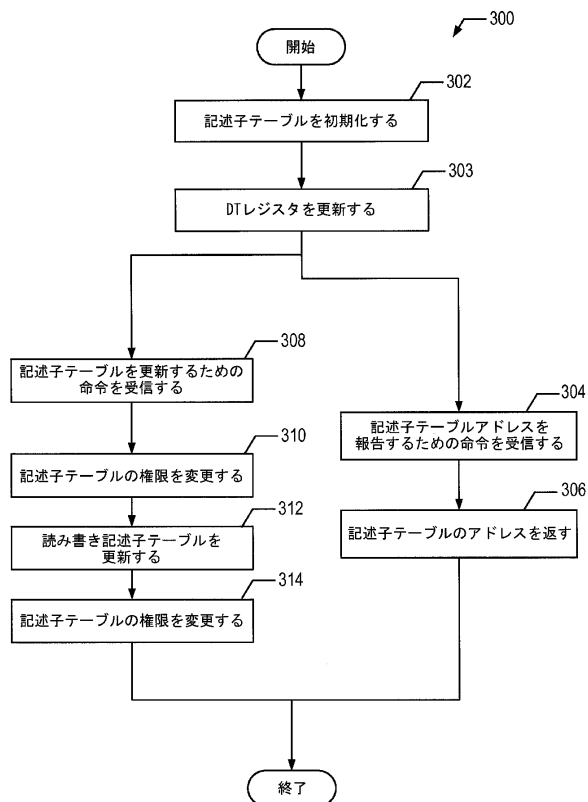 300
開始
302
記述子テーブルを初期化する
303
DTレジスタを更新する
308
記述子テーブルを更新するための
命令を受信する
310
記述子テーブルの権限を変更する
312
読み書き記述子テーブルを
更新する
314
記述子テーブルの権限を変更する
304
記述子テーブルアドレスを
報告するための命令を受信する
306
記述子テーブルのアドレスを返す
終了